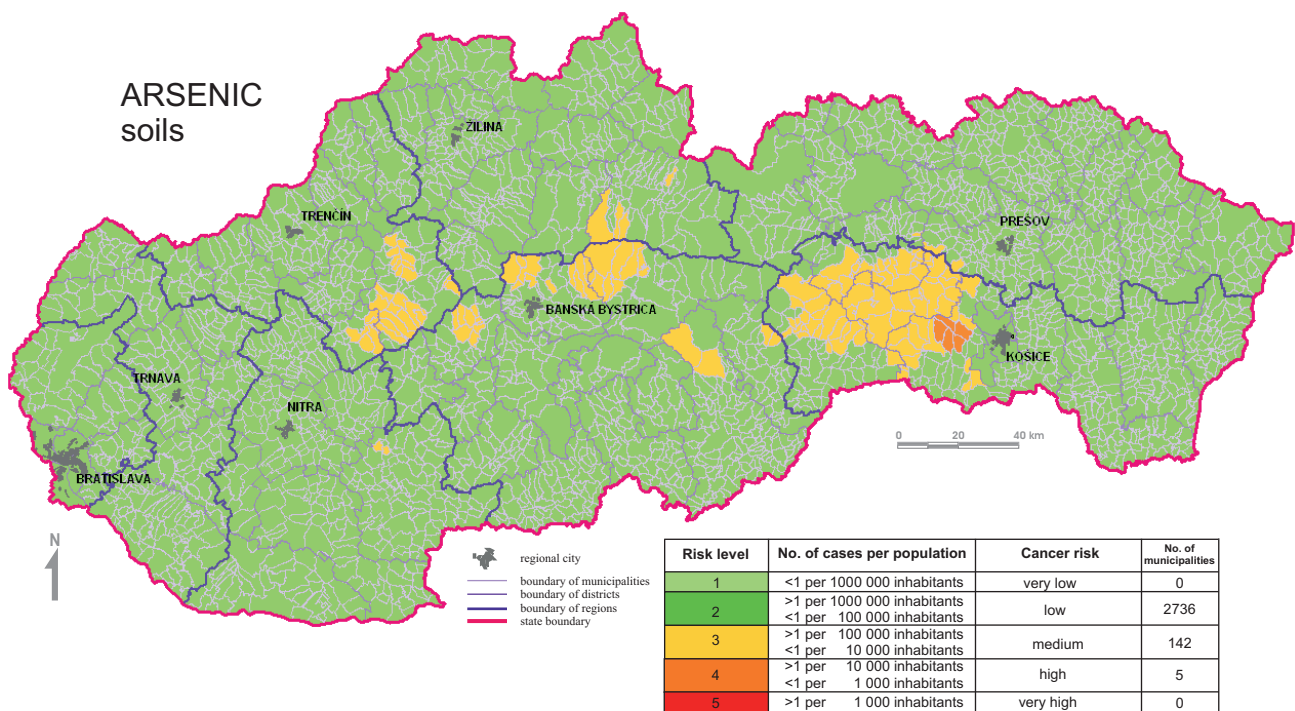 ARSENIC
soils
ŽILINA
TRENČÍN
PREŠOV
BANSKÁ BYSTRICA
KOŠICE
TRNAVA
NITRA
BRATISLAVA
0 20 40 km
N
regional city
boundary of municipalities
boundary of districts
boundary of regions
state boundary
Risk level No. of cases per population Cancer risk No. of municipalities
1 <1 per 1000 000 inhabitants very low 0
2 >1 per 1000 000 inhabitants low 2736
<1 per 100 000 inhabitants
3 >1 per 100 000 inhabitants medium 142
<1 per 10 000 inhabitants
4 >1 per 10 000 inhabitants high 5
<1 per 1 000 inhabitants
5 >1 per 1 000 inhabitants very high 0